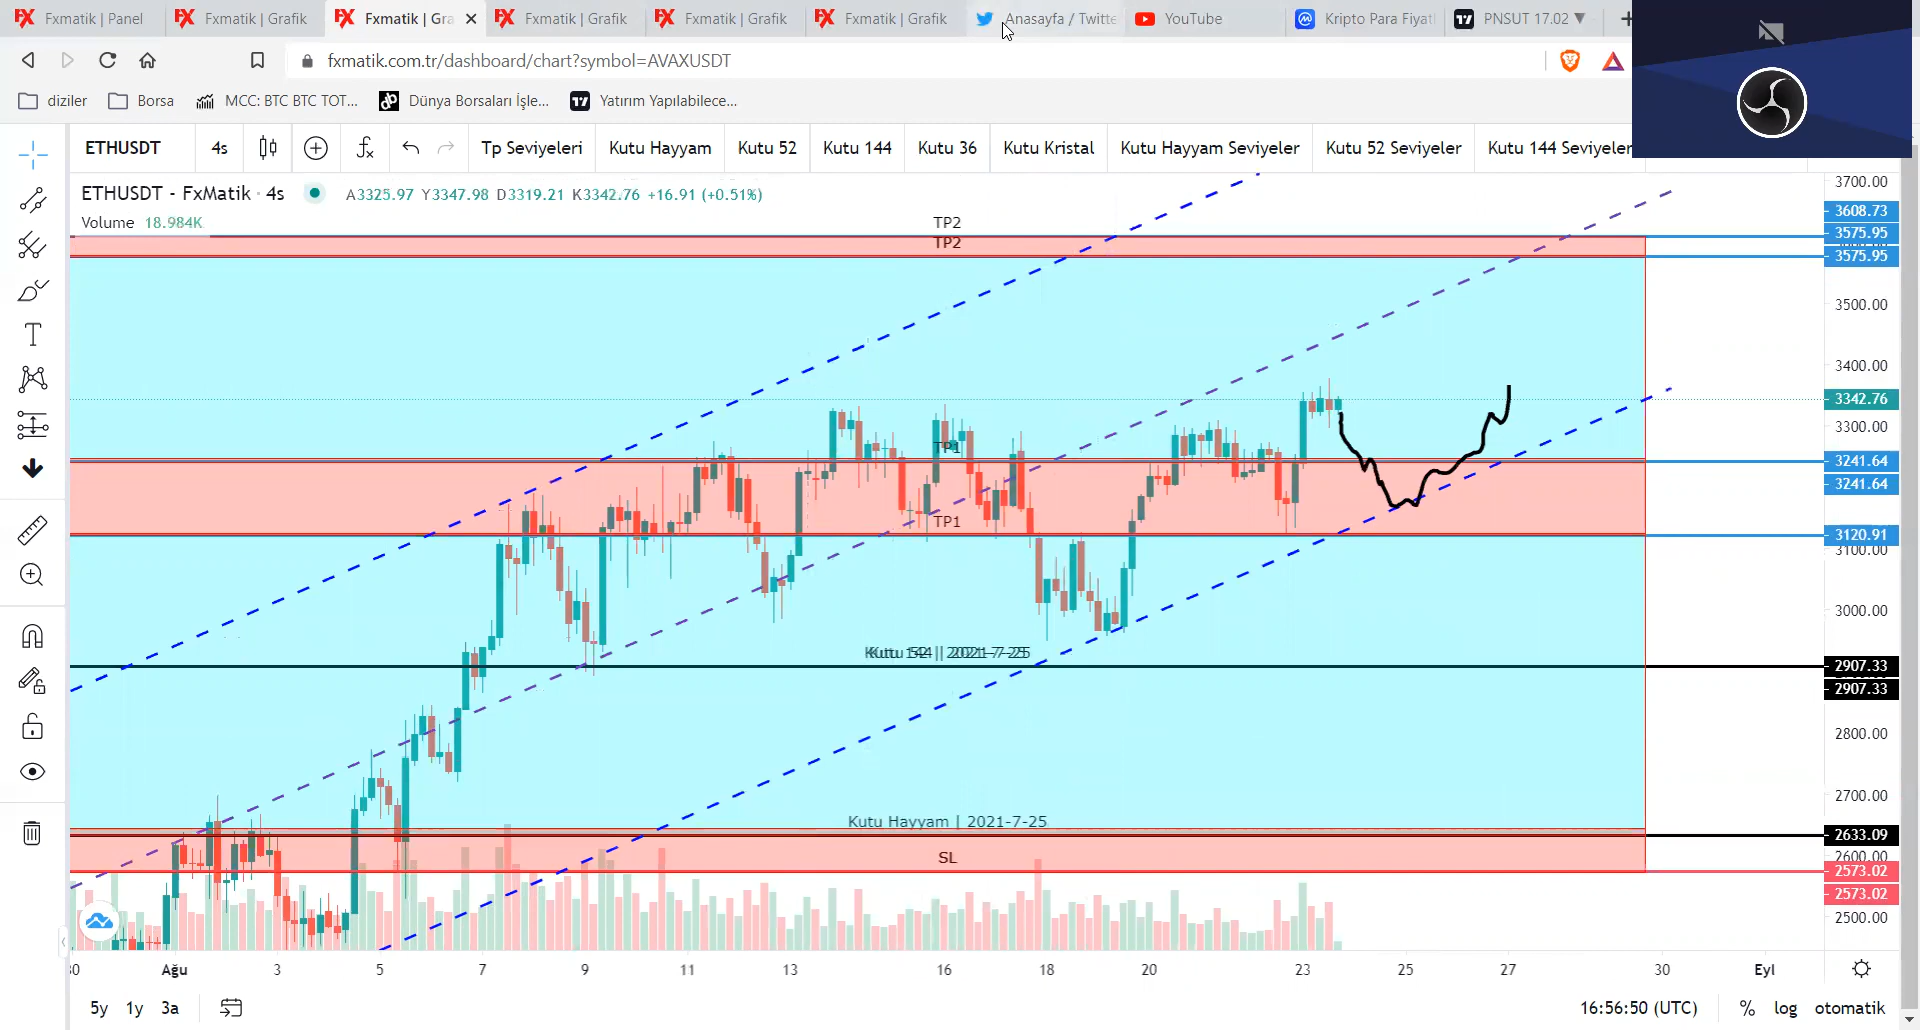 Fxmatik | Panel
Fxmatik | Grafik
Fxmatik | Gra
Fxmatik | Grafik
Fxmatik | Grafik
Fxmatik | Grafik
Anasayfa / Twitte
YouTube
Kripto Para Fiyatl
PNSUT 17.02 ▼
fxmatik.com.tr/dashboard/chart?symbol=AVAXUSDT
diziler
Borsa
MCC: BTC BTC TOT...
Dünya Borsaları İşle...
Yatırım Yapılabilece...
ETHUSDT
4s
Tp Seviyeleri
Kutu Hayyam
Kutu 52
Kutu 144
Kutu 36
Kutu Kristal
Kutu Hayyam Seviyeler
Kutu 52 Seviyeler
Kutu 144 Seviyeler
ETHUSDT - FxMatik · 4s
A3325.97 Y3347.98 D3319.21 K3342.76 +16.91 (+0.51%)
Volume 18.984K
TP2
TP2
TP1
TP1
Kutu Hayyam | 2021-7-25
SL
3700.00
3608.73
3575.95
3575.95
3500.00
3400.00
3342.76
3300.00
3241.64
3241.64
3120.91
3100.00
3000.00
2907.33
2907.33
2800.00
2700.00
2633.09
2600.00
2573.02
2573.02
2500.00
30
Ağu
3
5
7
9
11
13
16
18
20
23
25
27
30
Eyl
5y
1y
3a
16:56:50 (UTC)
%
log
otomatik